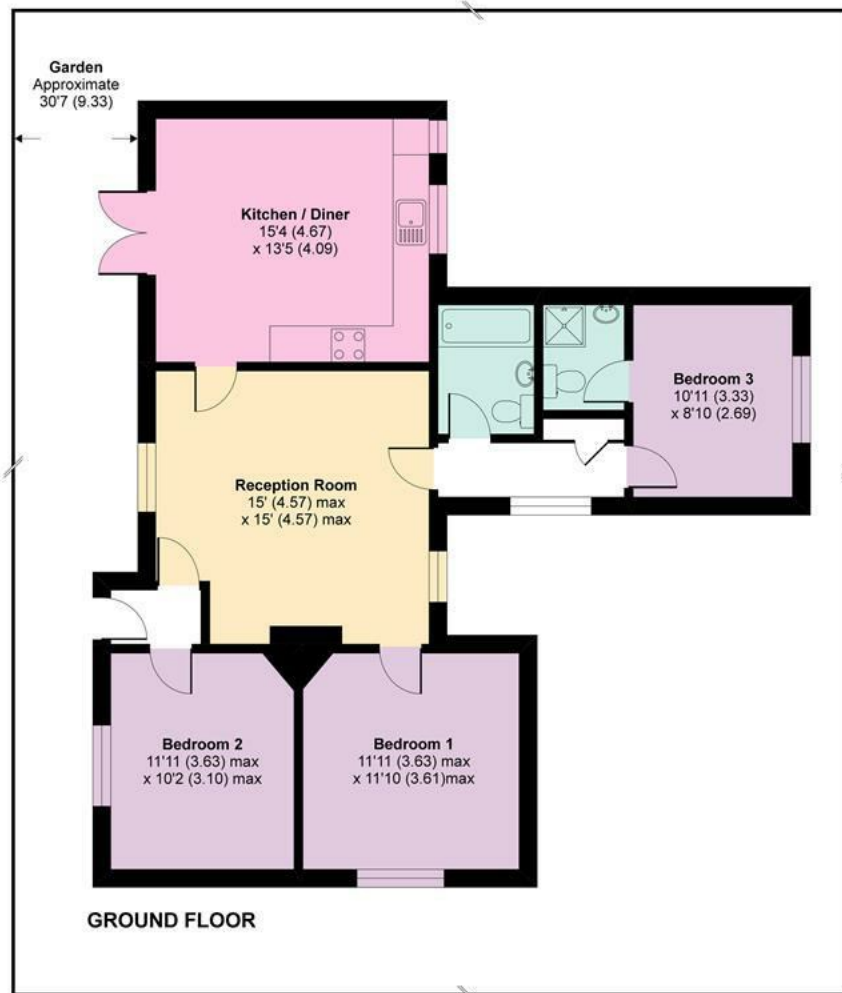 Garden
Approximate
30'7 (9.33)
Kitchen / Diner
15'4 (4.67)
x 13'5 (4.09)
Bedroom 3
10'11 (3.33)
x 8'10 (2.69)
Reception Room
15' (4.57) max
x 15' (4.57) max
Bedroom 2
11'11 (3.63) max
x 10'2 (3.10) max
Bedroom 1
11'11 (3.63) max
x 11'10 (3.61)max
GROUND FLOOR